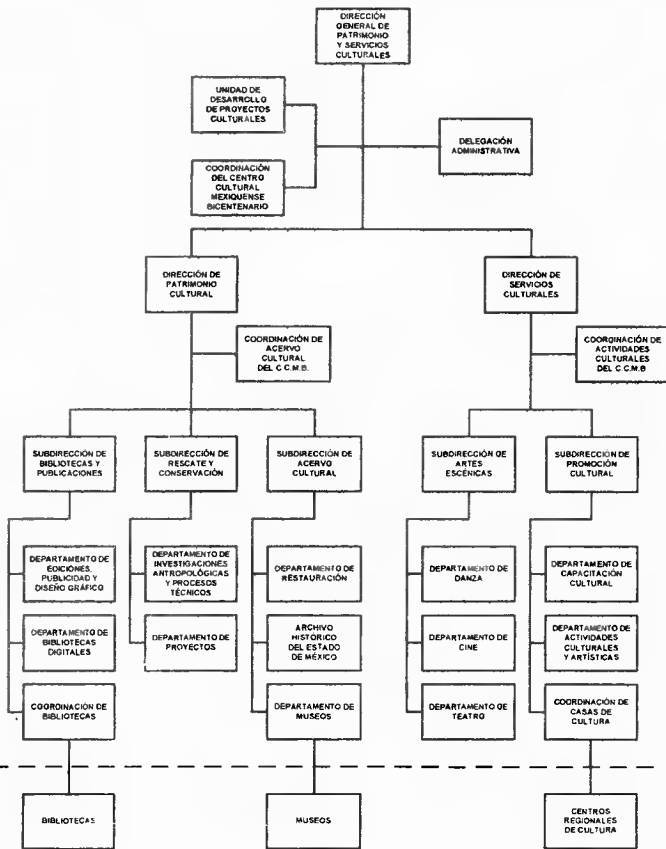 DIRECCIÓN
GENERAL DE
PATRIMONIO
Y SERVICIOS
CULTURALES
UNIDAD DE
DESARROLLO
DE PROYECTOS
CULTURALES
DELEGACIÓN
ADMINISTRATIVA
COORDINACIÓN
DEL CENTRO
CULTURAL
MEXIQUENSE
BICENTENARIO
DIRECCIÓN DE
PATRIMONIO
CULTURAL
DIRECCIÓN DE
SERVICIOS
CULTURALES
COORDINACIÓN DE
ACERVO
CULTURAL
DEL C.C.M.B.
COORDINACIÓN DE
ACTIVIDADES
CULTURALES
DEL C.C.M.B
SUBDIRECCIÓN DE
BIBLIOTECAS Y
PUBLICACIONES
SUBDIRECCIÓN DE
RESCATE Y
CONSERVACIÓN
SUBDIRECCIÓN DE
ACERVO
CULTURAL
SUBDIRECCIÓN DE
ARTES
ESCÉNICAS
SUBDIRECCIÓN DE
PROMOCIÓN
CULTURAL
DEPARTAMENTO DE
EDICIONES,
PUBLICIDAD Y
DISEÑO GRÁFICO
DEPARTAMENTO DE
INVESTIGACIONES
ANTROPOLÓGICAS
Y PROCESOS
TÉCNICOS
DEPARTAMENTO DE
RESTAURACIÓN
DEPARTAMENTO DE
DANZA
DEPARTAMENTO DE
CAPACITACIÓN
CULTURAL
DEPARTAMENTO DE
BIBLIOTECAS
DIGITALES
DEPARTAMENTO DE
PROYECTOS
ARCHIVO
HISTÓRICO
DEL ESTADO
DE MÉXICO
DEPARTAMENTO DE
CINE
DEPARTAMENTO DE
ACTIVIDADES
CULTURALES
Y ARTÍSTICAS
COORDINACIÓN DE
BIBLIOTECAS
DEPARTAMENTO DE
MUSEOS
DEPARTAMENTO DE
TEATRO
COORDINACIÓN DE
CASAS DE
CULTURA
BIBLIOTECAS
MUSEOS
CENTROS
REGIONALES
DE CULTURA